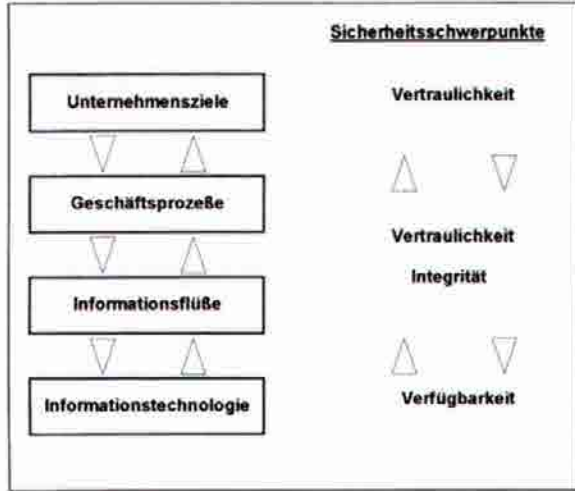 Sicherheitsschwerpunkte
Unternehmensziele
Vertraulichkeit
Geschäftsprozeße
Vertraulichkeit
Integrität
Informationsflüße
Informationstechnologie
Verfügbarkeit